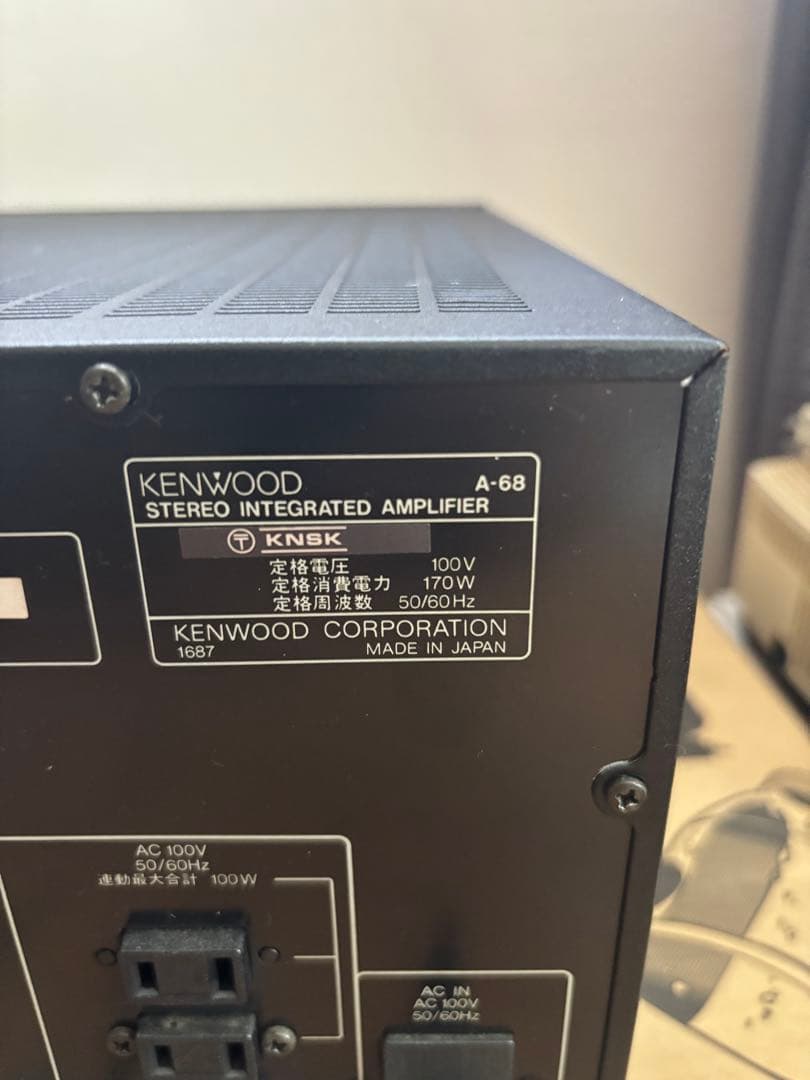 KENWOOD A-68
STEREO INTEGRATED AMPLIFIER
〒 KNSK
定格電圧 100V
定格消費電力 170W
定格周波数 50/60Hz
KENWOOD CORPORATION
1687 MADE IN JAPAN
AC 100V
50/60Hz
連動最大合計 100W
AC IN
AC 100V
50/60Hz